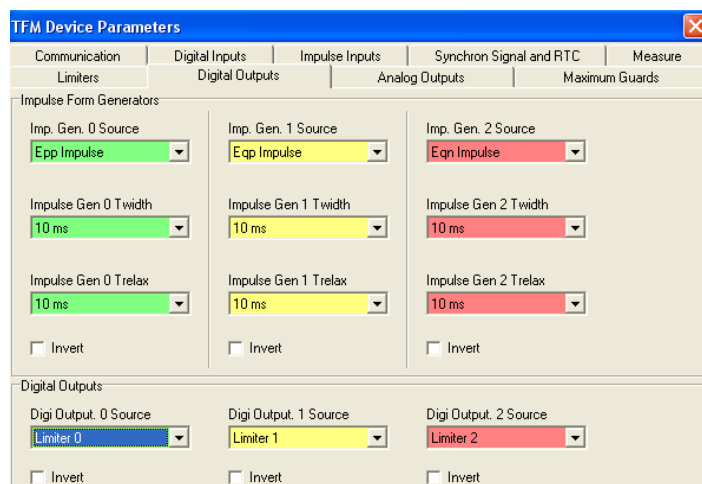 TFM Device Parameters
Communication Digital Inputs Impulse Inputs Synchron Signal and RTC Measure
Limiters Digital Outputs Analog Outputs Maximum Guards
Impulse Form Generators
Imp. Gen. 0 Source Imp. Gen. 1 Source Imp. Gen. 2 Source
Epp Impulse Eqp Impulse Eqn Impulse
Impulse Gen 0 Twidth Impulse Gen 1 Twidth Impulse Gen 2 Twidth
10 ms 10 ms 10 ms
Impulse Gen 0 Trelax Impulse Gen 1 Trelax Impulse Gen 2 Trelax
10 ms 10 ms 10 ms
Invert Invert Invert
Digital Outputs
Digi Output. 0 Source Digi Output. 1 Source Digi Output. 2 Source
Limiter 0 Limiter 1 Limiter 2
Invert Invert Invert